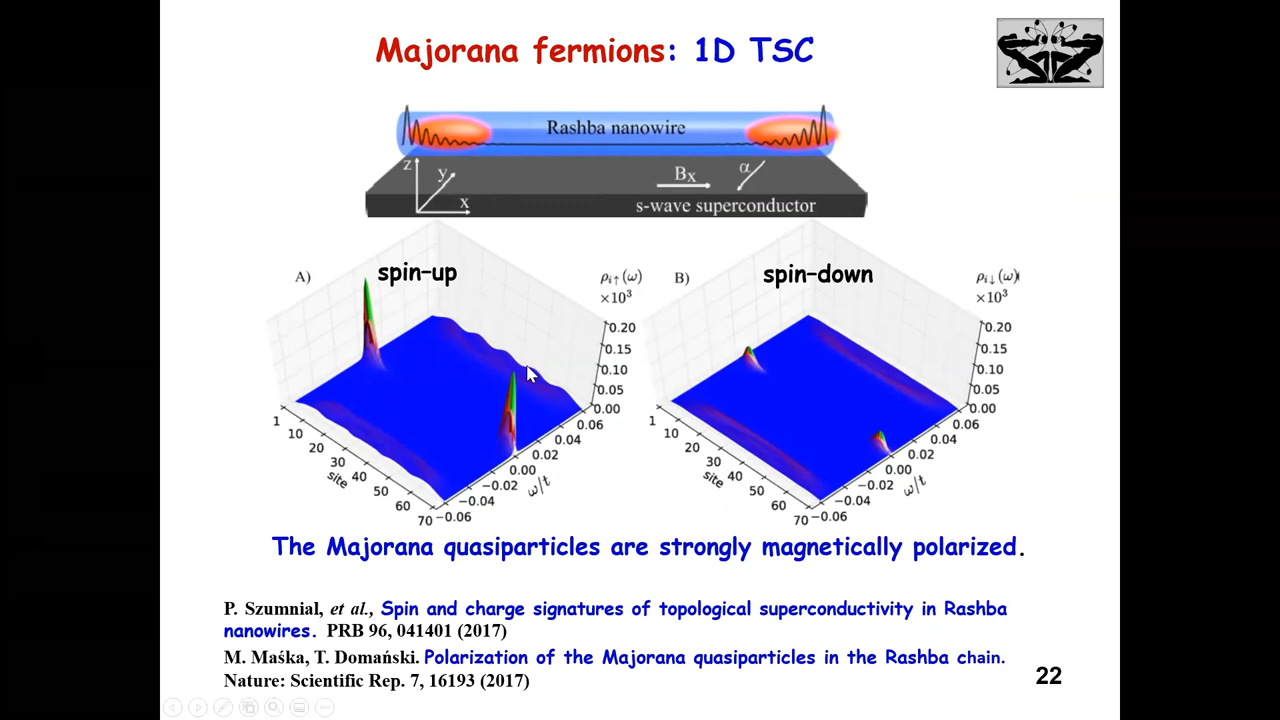 Majorana fermions: 1D TSC
Rashba nanowire
z
y
x
Bx
α
s-wave superconductor
A)
spin-up
ρi↑(ω)
×10³
0.20
0.15
0.10
0.05
0.00
0.06
0.04
0.02
0.00
−0.02
−0.04
−0.06
ω/t
1
10
20
30
40
50
60
70
site
B)
spin-down
ρi↓(ω)
×10³
0.20
0.15
0.10
0.05
0.00
0.06
0.04
0.02
0.00
−0.02
−0.04
−0.06
ω/t
1
10
20
30
40
50
60
70
site
The Majorana quasiparticles are strongly magnetically polarized.
P. Szumnial, et al., Spin and charge signatures of topological superconductivity in Rashba
nanowires. PRB 96, 041401 (2017)
M. Maśka, T. Domański. Polarization of the Majorana quasiparticles in the Rashba chain.
Nature: Scientific Rep. 7, 16193 (2017)
22